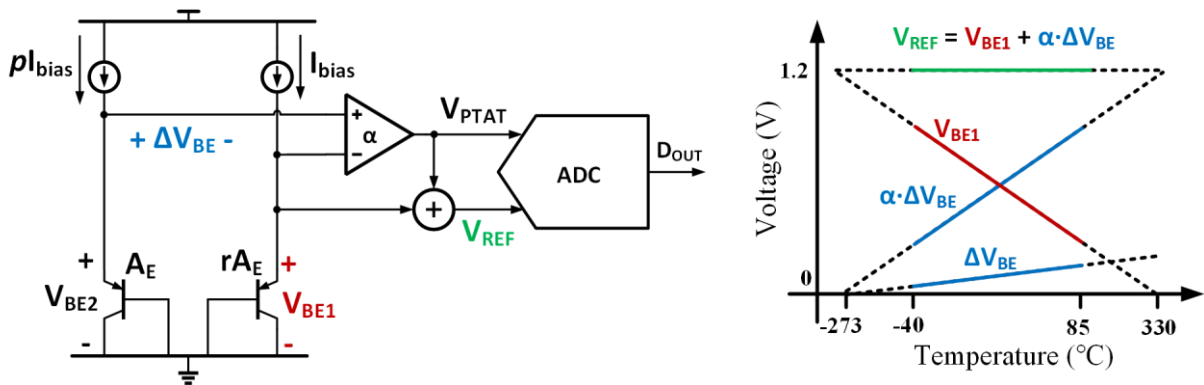 pI_bias
I_bias
+ ΔV_BE -
+
-
α
V_PTAT
ADC
D_OUT
+
V_REF
+
A_E
V_BE2
-
rA_E
+
V_BE1
-
V_REF = V_BE1 + α·ΔV_BE
Voltage (V)
1.2
0
V_BE1
α·ΔV_BE
ΔV_BE
-273
-40
85
330
Temperature (°C)